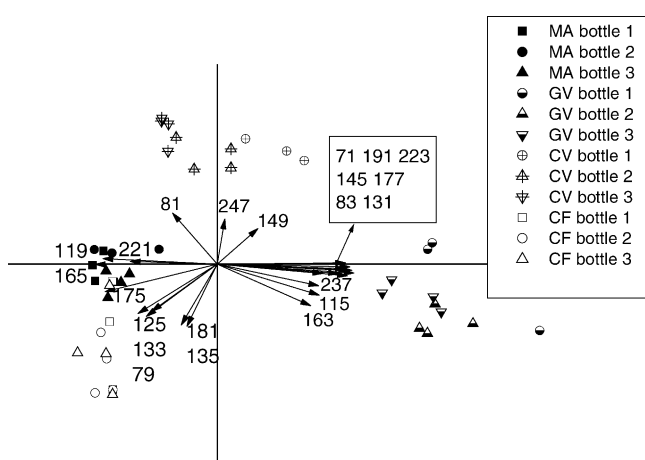 MA bottle 1
MA bottle 2
MA bottle 3
GV bottle 1
GV bottle 2
GV bottle 3
CV bottle 1
CV bottle 2
CV bottle 3
CF bottle 1
CF bottle 2
CF bottle 3
71 191 223
145 177
83 131
81
247
149
119
221
165
175
237
115
163
125
181
133
135
79